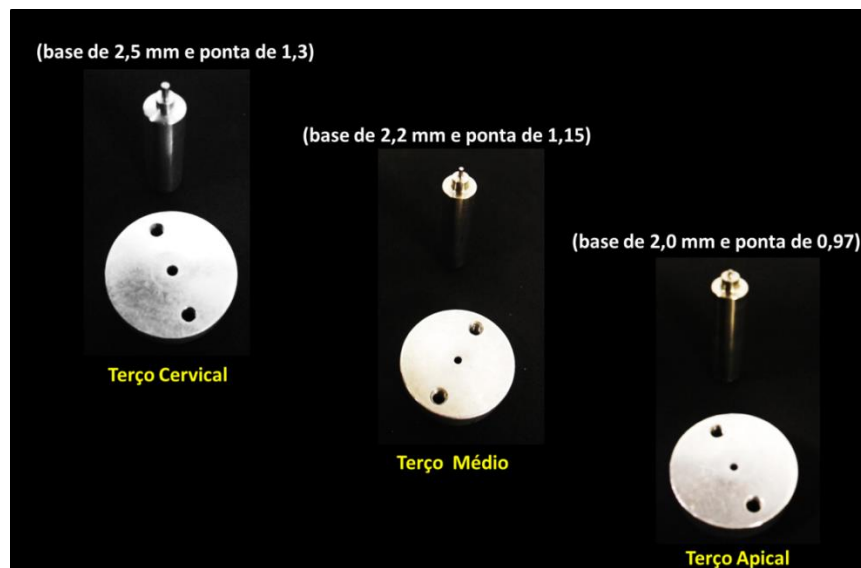 (base de 2,5 mm e ponta de 1,3)
Terço Cervical
(base de 2,2 mm e ponta de 1,15)
Terço Médio
(base de 2,0 mm e ponta de 0,97)
Terço Apical